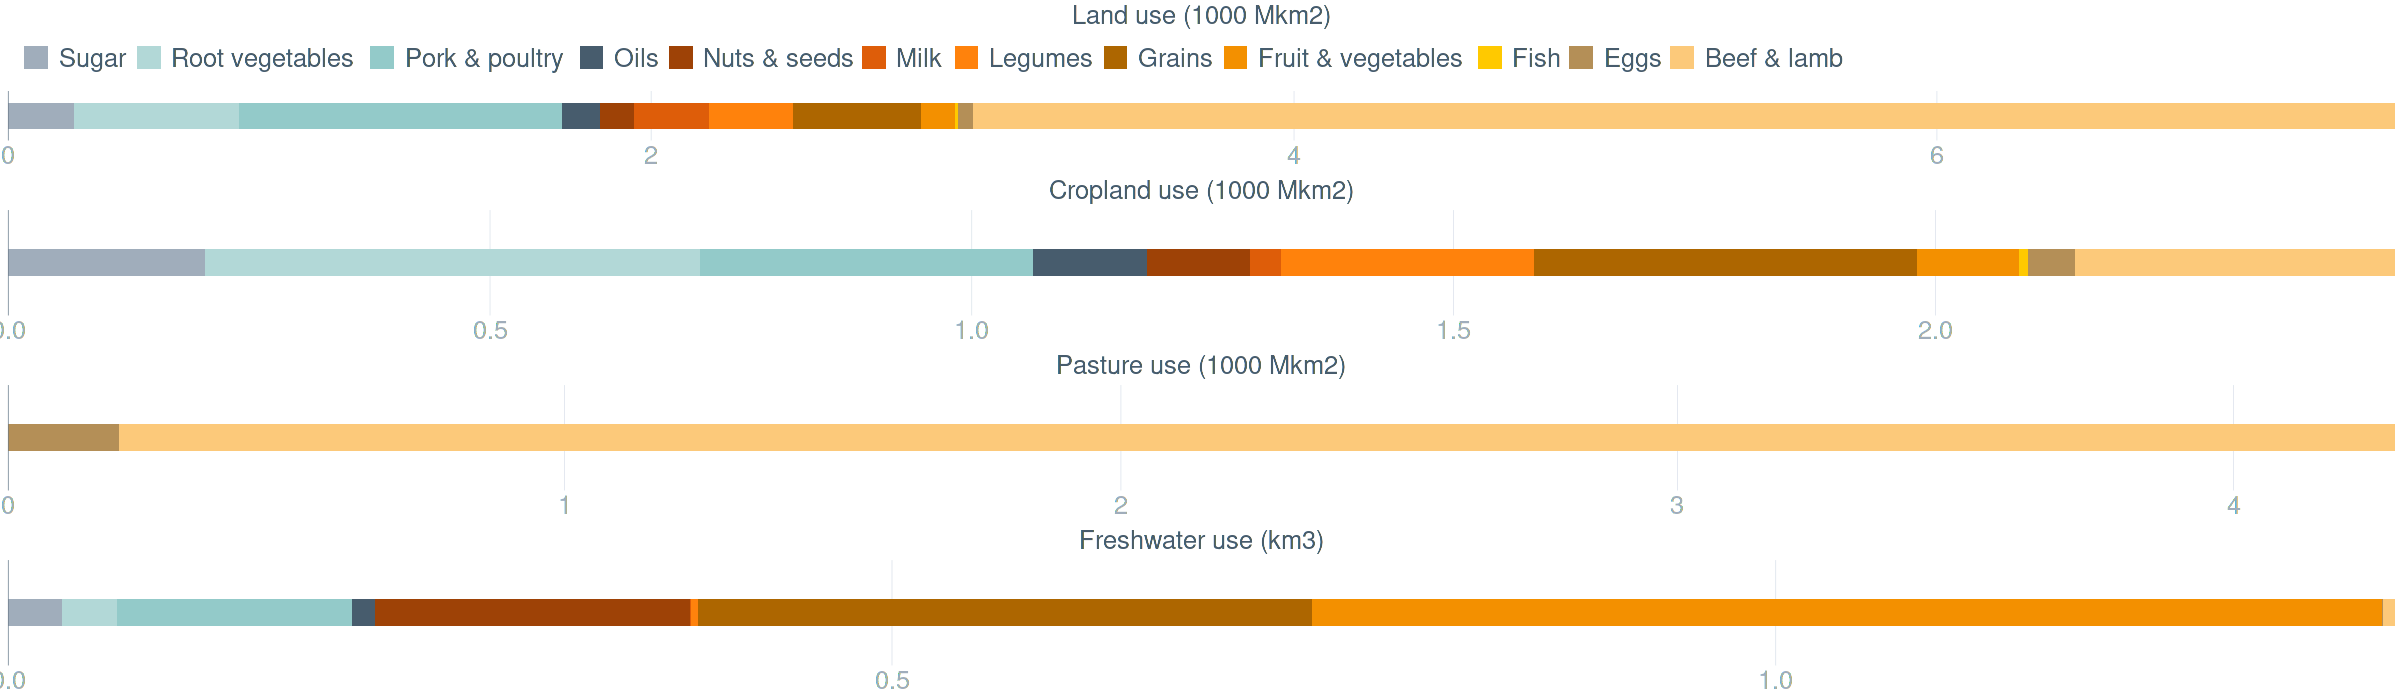 Land use (1000 Mkm2)
Sugar Root vegetables Pork & poultry Oils Nuts & seeds Milk Legumes Grains Fruit & vegetables Fish Eggs Beef & lamb
0 2 4 6
Cropland use (1000 Mkm2)
0.0 0.5 1.0 1.5 2.0
Pasture use (1000 Mkm2)
0 1 2 3 4
Freshwater use (km3)
0.0 0.5 1.0